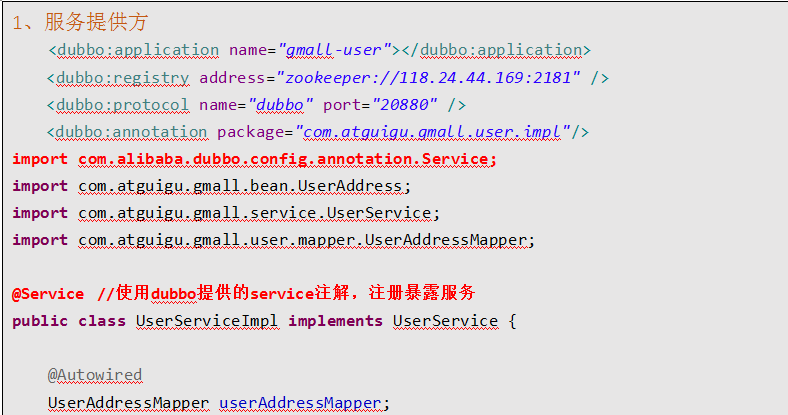 1、服务提供方
<dubbo:application name="gmall-user"></dubbo:application>
<dubbo:registry address="zookeeper://118.24.44.169:2181" />
<dubbo:protocol name="dubbo" port="20880" />
<dubbo:annotation package="com.atguigu.gmall.user.impl"/>
import com.alibaba.dubbo.config.annotation.Service;
import com.atguigu.gmall.bean.UserAddress;
import com.atguigu.gmall.service.UserService;
import com.atguigu.gmall.user.mapper.UserAddressMapper;
@Service //使用dubbo提供的service注解，注册暴露服务
public class UserServiceImpl implements UserService {
@Autowired
UserAddressMapper userAddressMapper;